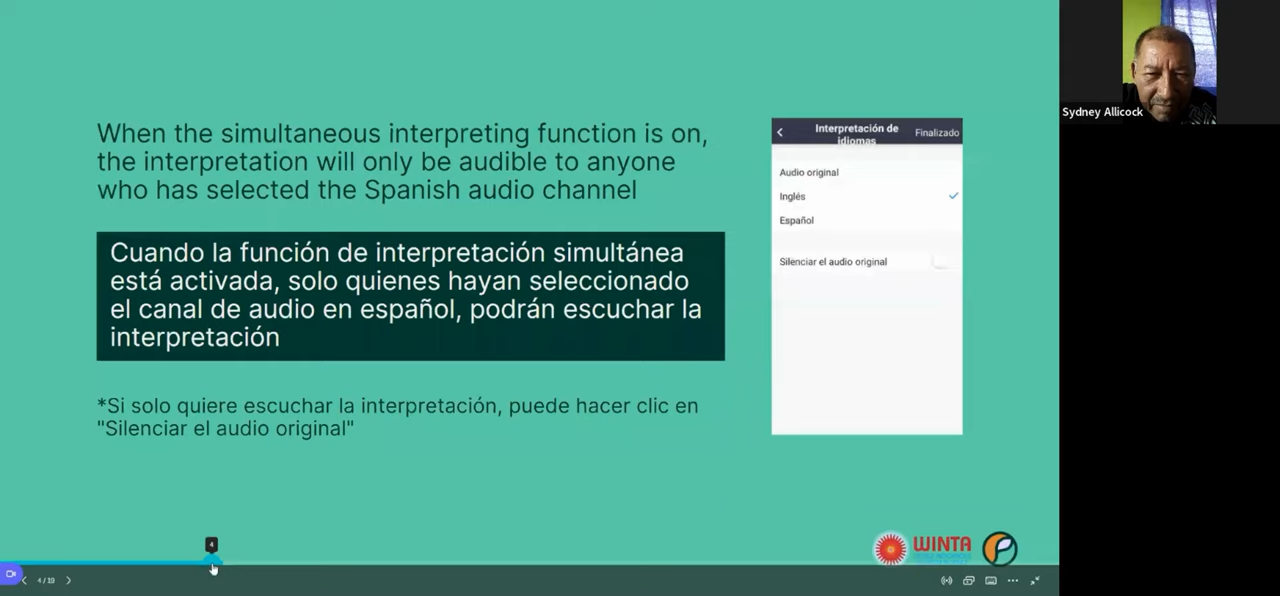 When the simultaneous interpreting function is on,
the interpretation will only be audible to anyone
who has selected the Spanish audio channel
Cuando la función de interpretación simultánea
está activada, solo quienes hayan seleccionado
el canal de audio en español, podrán escuchar la
interpretación
*Si solo quiere escuchar la interpretación, puede hacer clic en
"Silenciar el audio original"
Interpretación de
idiomas
Finalizado
Audio original
Inglés
Español
Silenciar el audio original
Sydney Allicock
WINTA
4
4 / 19